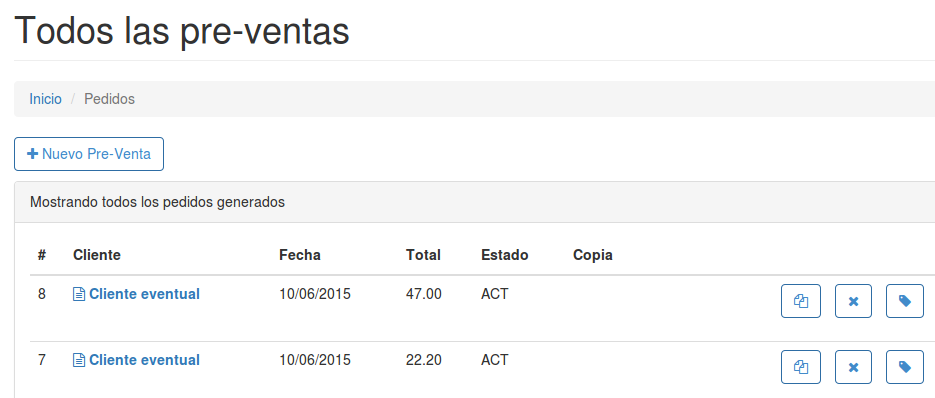 Todos las pre-ventas
Inicio / Pedidos
Nuevo Pre-Venta
Mostrando todos los pedidos generados
# Cliente Fecha Total Estado Copia
8 Cliente eventual 10/06/2015 47.00 ACT
7 Cliente eventual 10/06/2015 22.20 ACT